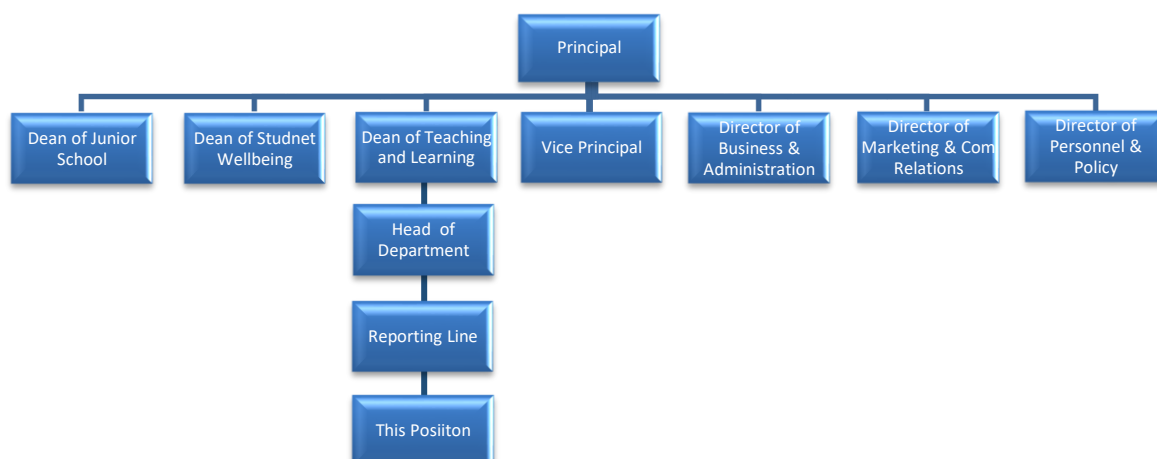 Principal
Dean of Junior
School
Dean of Studnet
Wellbeing
Dean of Teaching
and Learning
Vice Principal
Director of
Business &
Administration
Director of
Marketing & Com
Relations
Director of
Personnel &
Policy
Head of
Department
Reporting Line
This Posiiton